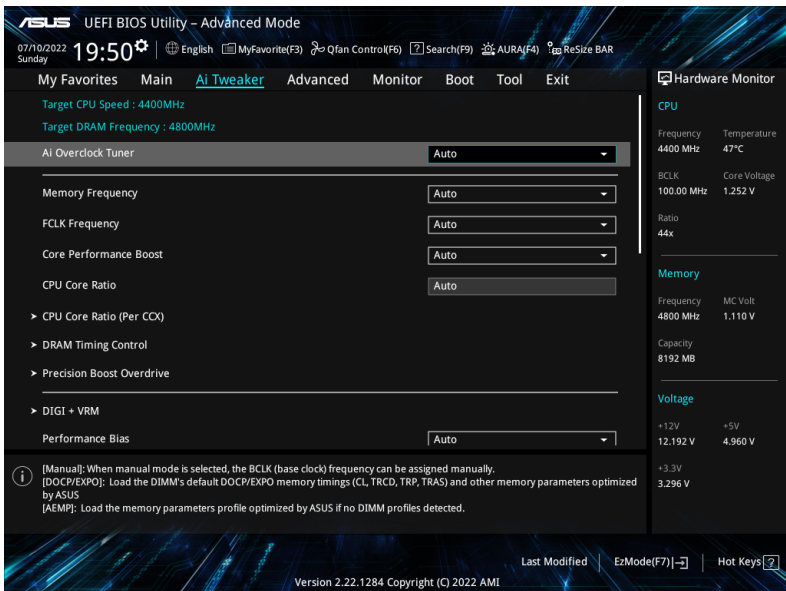 ASUS UEFI BIOS Utility – Advanced Mode
07/10/2022 Sunday 19:50 English MyFavorite(F3) Qfan Control(F6) ? Search(F9) AURA(F4) ReSize BAR
My Favorites Main Ai Tweaker Advanced Monitor Boot Tool Exit
Target CPU Speed : 4400MHz
Target DRAM Frequency : 4800MHz
Ai Overclock Tuner Auto
Memory Frequency Auto
FCLK Frequency Auto
Core Performance Boost Auto
CPU Core Ratio Auto
> CPU Core Ratio (Per CCX)
> DRAM Timing Control
> Precision Boost Overdrive
> DIGI + VRM
Performance Bias Auto
[Manual]: When manual mode is selected, the BCLK (base clock) frequency can be assigned manually.
[DOCP/EXPO]: Load the DIMM's default DOCP/EXPO memory timings (CL, TRCD, TRP, TRAS) and other memory parameters optimized
by ASUS
[AEMP]: Load the memory parameters profile optimized by ASUS if no DIMM profiles detected.
Hardware Monitor
CPU
Frequency Temperature
4400 MHz 47°C
BCLK Core Voltage
100.00 MHz 1.252 V
Ratio
44x
Memory
Frequency MC Volt
4800 MHz 1.110 V
Capacity
8192 MB
Voltage
+12V +5V
12.192 V 4.960 V
+3.3V
3.296 V
Last Modified EzMode(F7) Hot Keys ?
Version 2.22.1284 Copyright (C) 2022 AMI